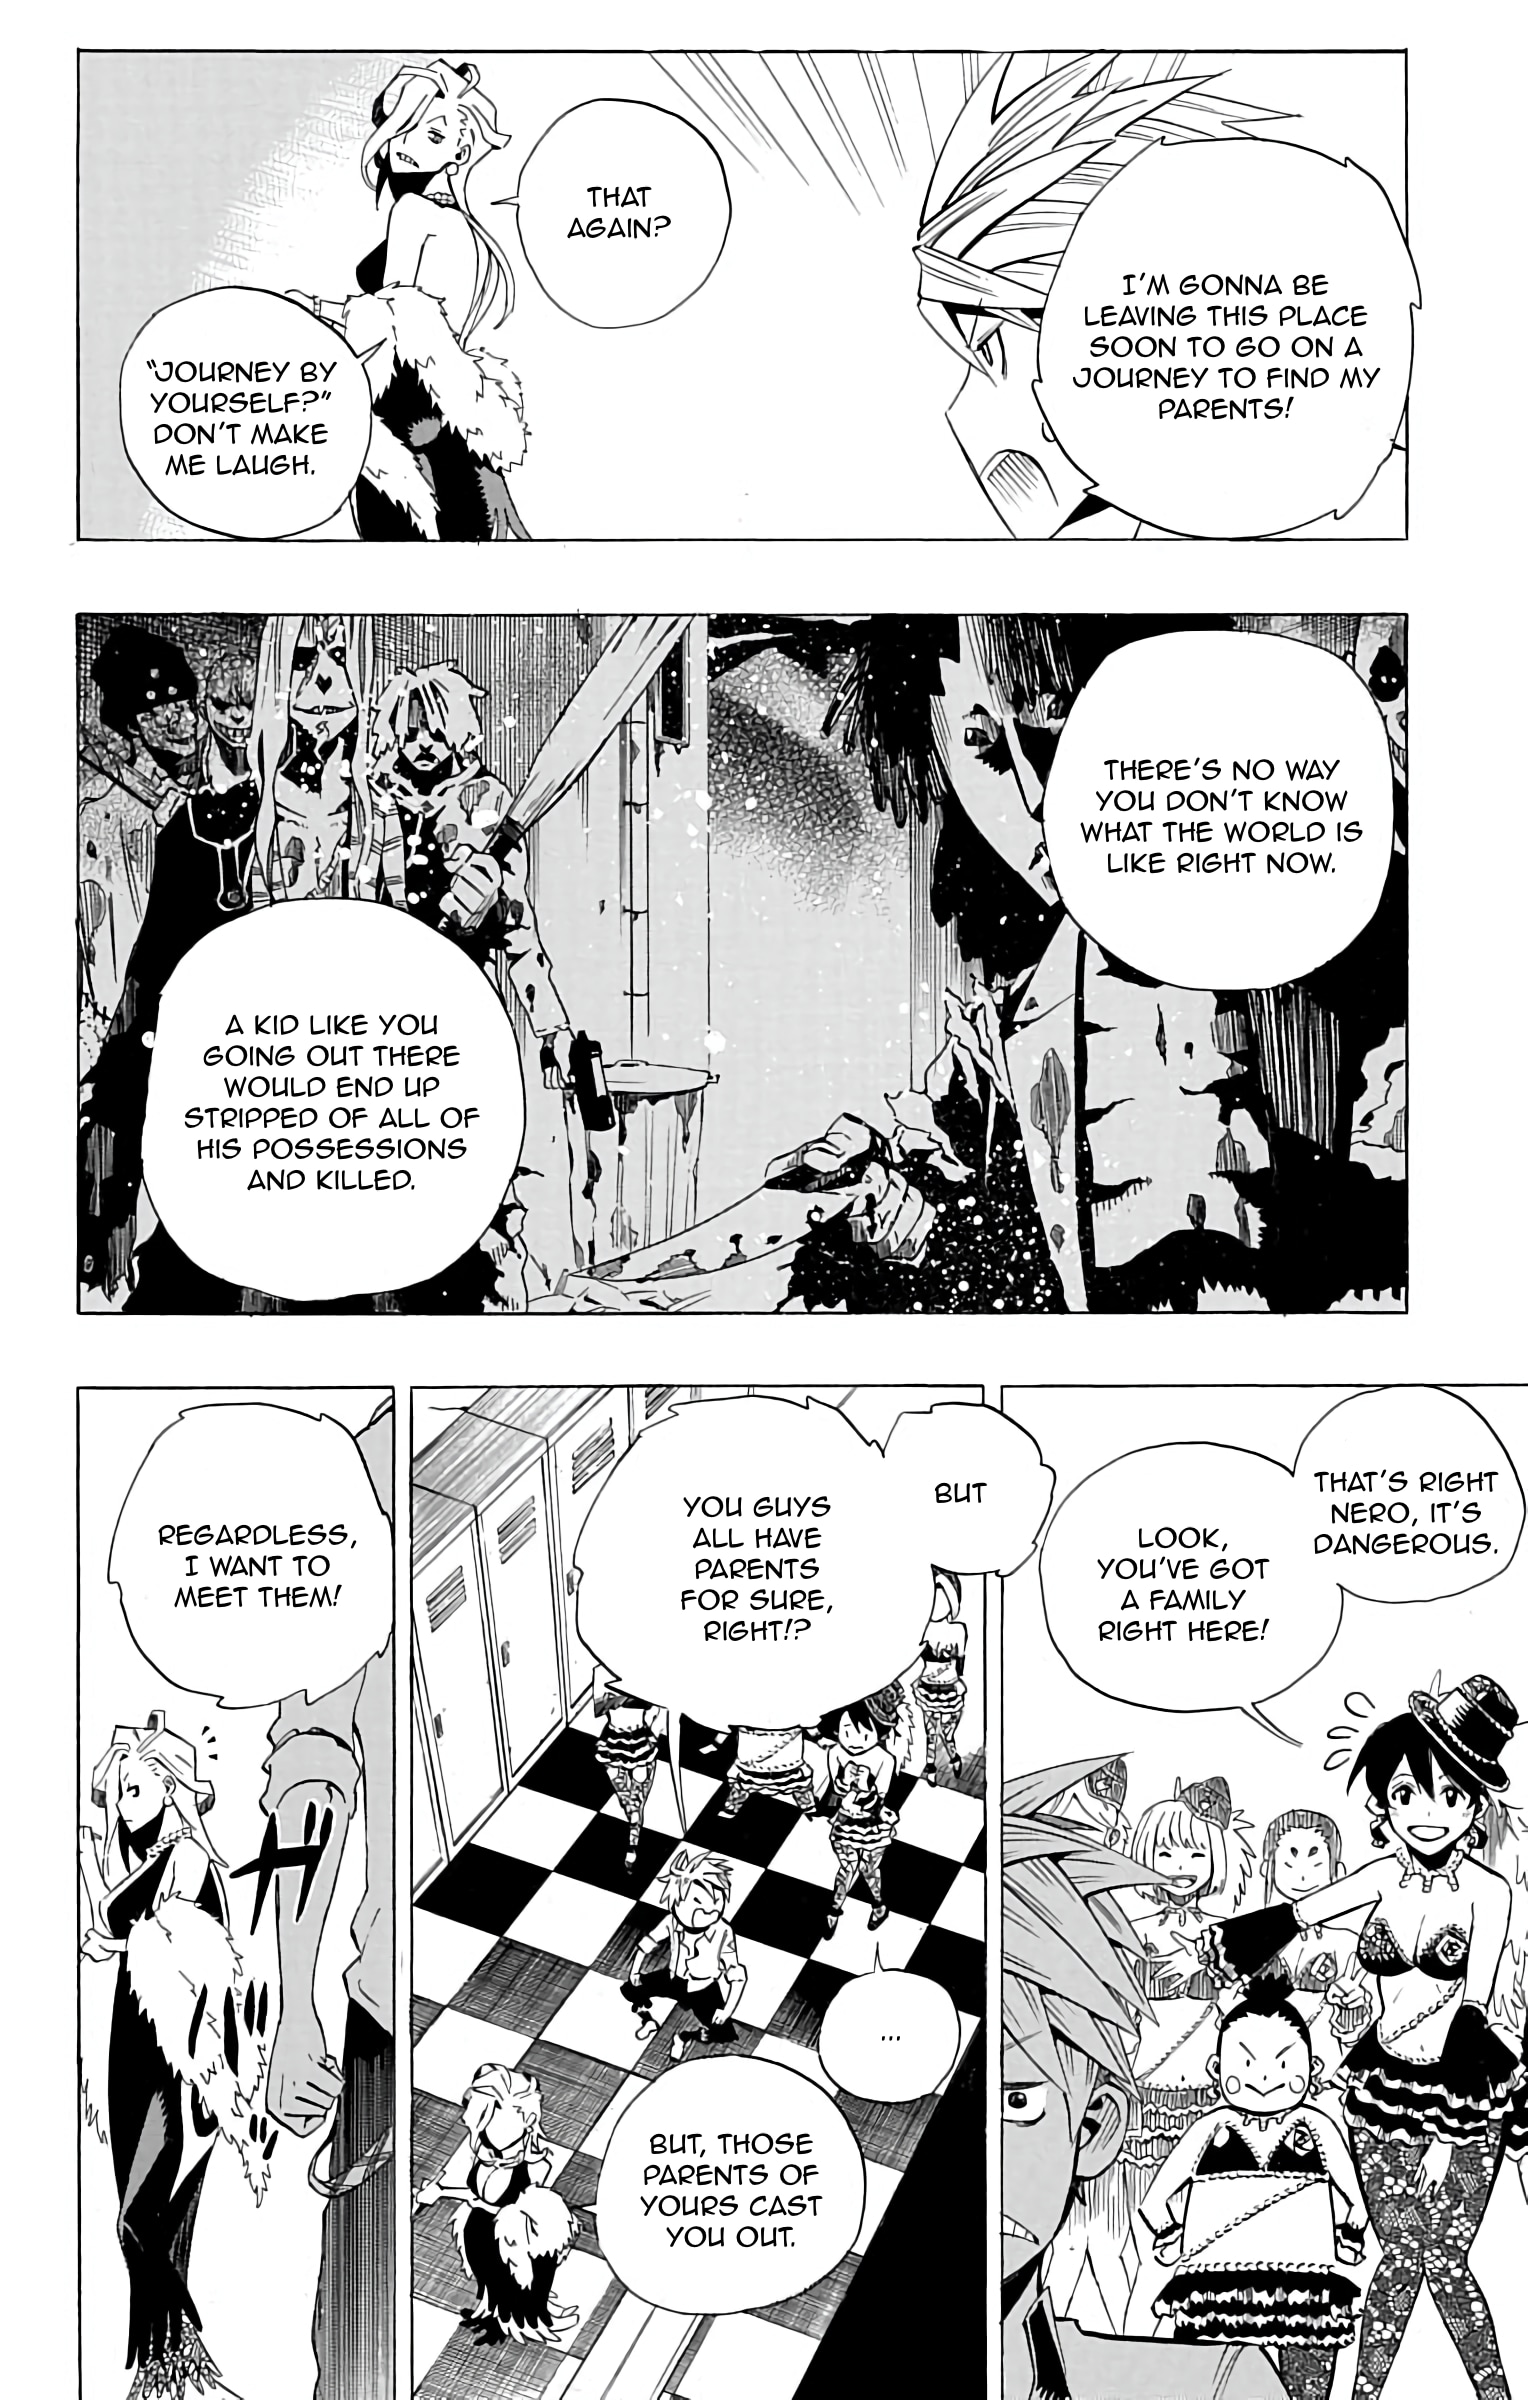 I'M GONNA BE
LEAVING THIS PLACE
SOON TO GO ON A
JOURNEY TO FIND MY
PARENTS!
THAT
AGAIN?
“JOURNEY BY
YOURSELF?”
DON'T MAKE
ME LAUGH.
THERE'S NO WAY
YOU DON'T KNOW
WHAT THE WORLD IS
LIKE RIGHT NOW.
A KID LIKE YOU
GOING OUT THERE
WOULD END UP
STRIPPED OF ALL OF
HIS POSSESSIONS
AND KILLED.
THAT'S RIGHT
NERO, IT'S
DANGEROUS.
LOOK,
YOU'VE GOT
A FAMILY
RIGHT HERE!
BUT
YOU GUYS
ALL HAVE
PARENTS
FOR SURE,
RIGHT!?
...
BUT, THOSE
PARENTS OF
YOURS CAST
YOU OUT.
REGARDLESS,
I WANT TO
MEET THEM!